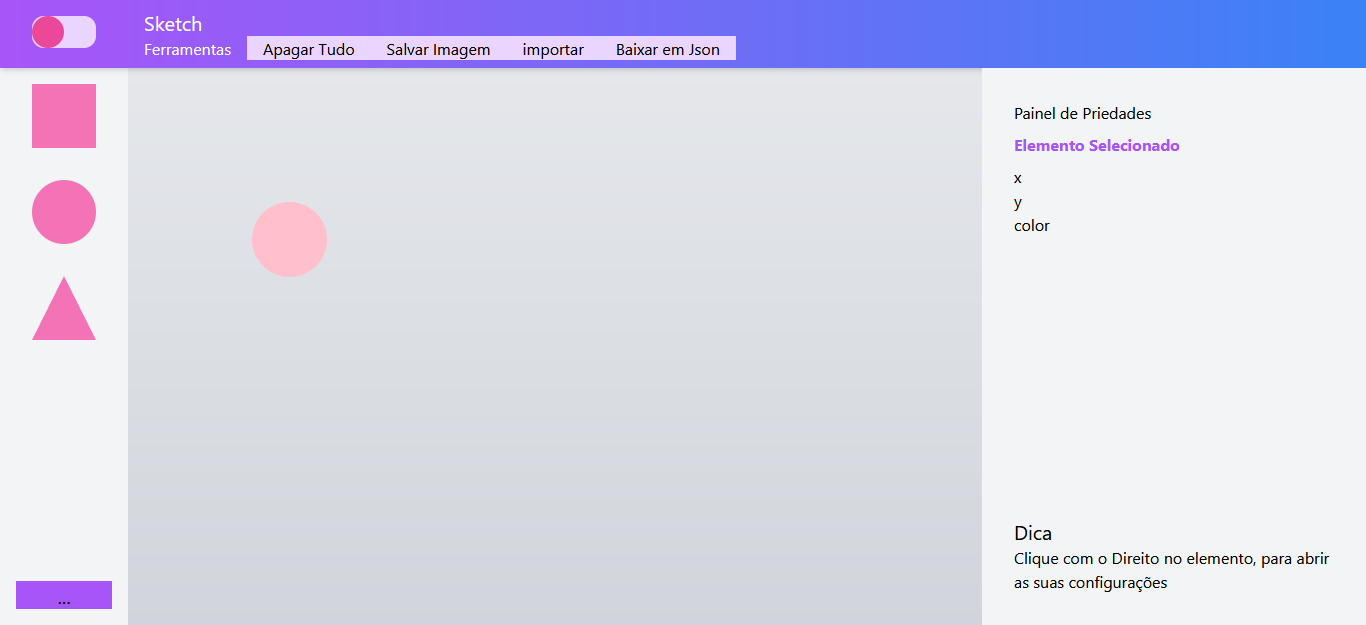 Sketch
Ferramentas Apagar Tudo Salvar Imagem importar Baixar em Json
Painel de Priedades
Elemento Selecionado
x
y
color
Dica
Clique com o Direito no elemento, para abrir
as suas configurações
...